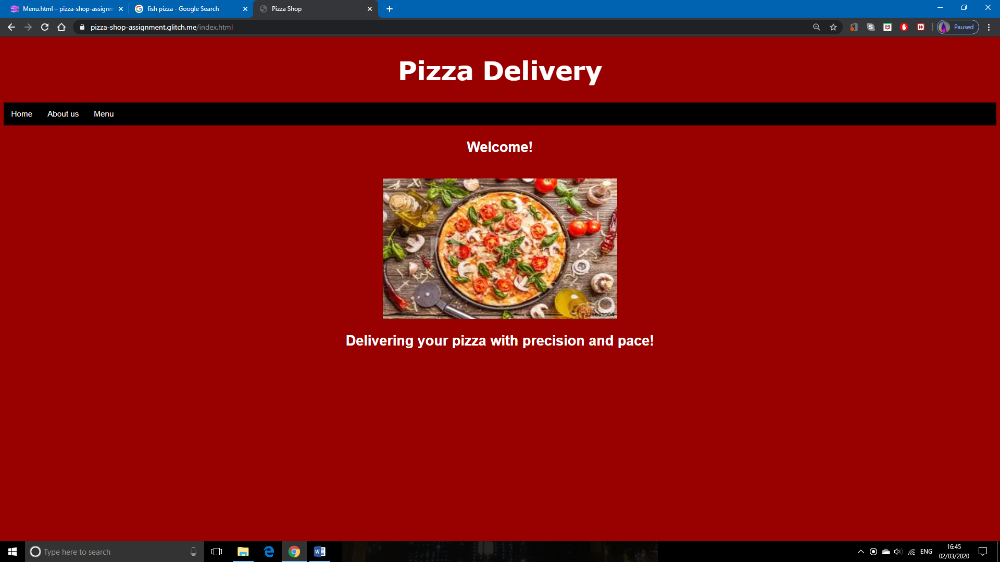 Menu.html – pizza-shop-assignm
fish pizza - Google Search
Pizza Shop
pizza-shop-assignment.glitch.me/index.html
Paused
Pizza Delivery
Home About us Menu
Welcome!
Delivering your pizza with precision and pace!
Type here to search
ENG
16:45
02/03/2020